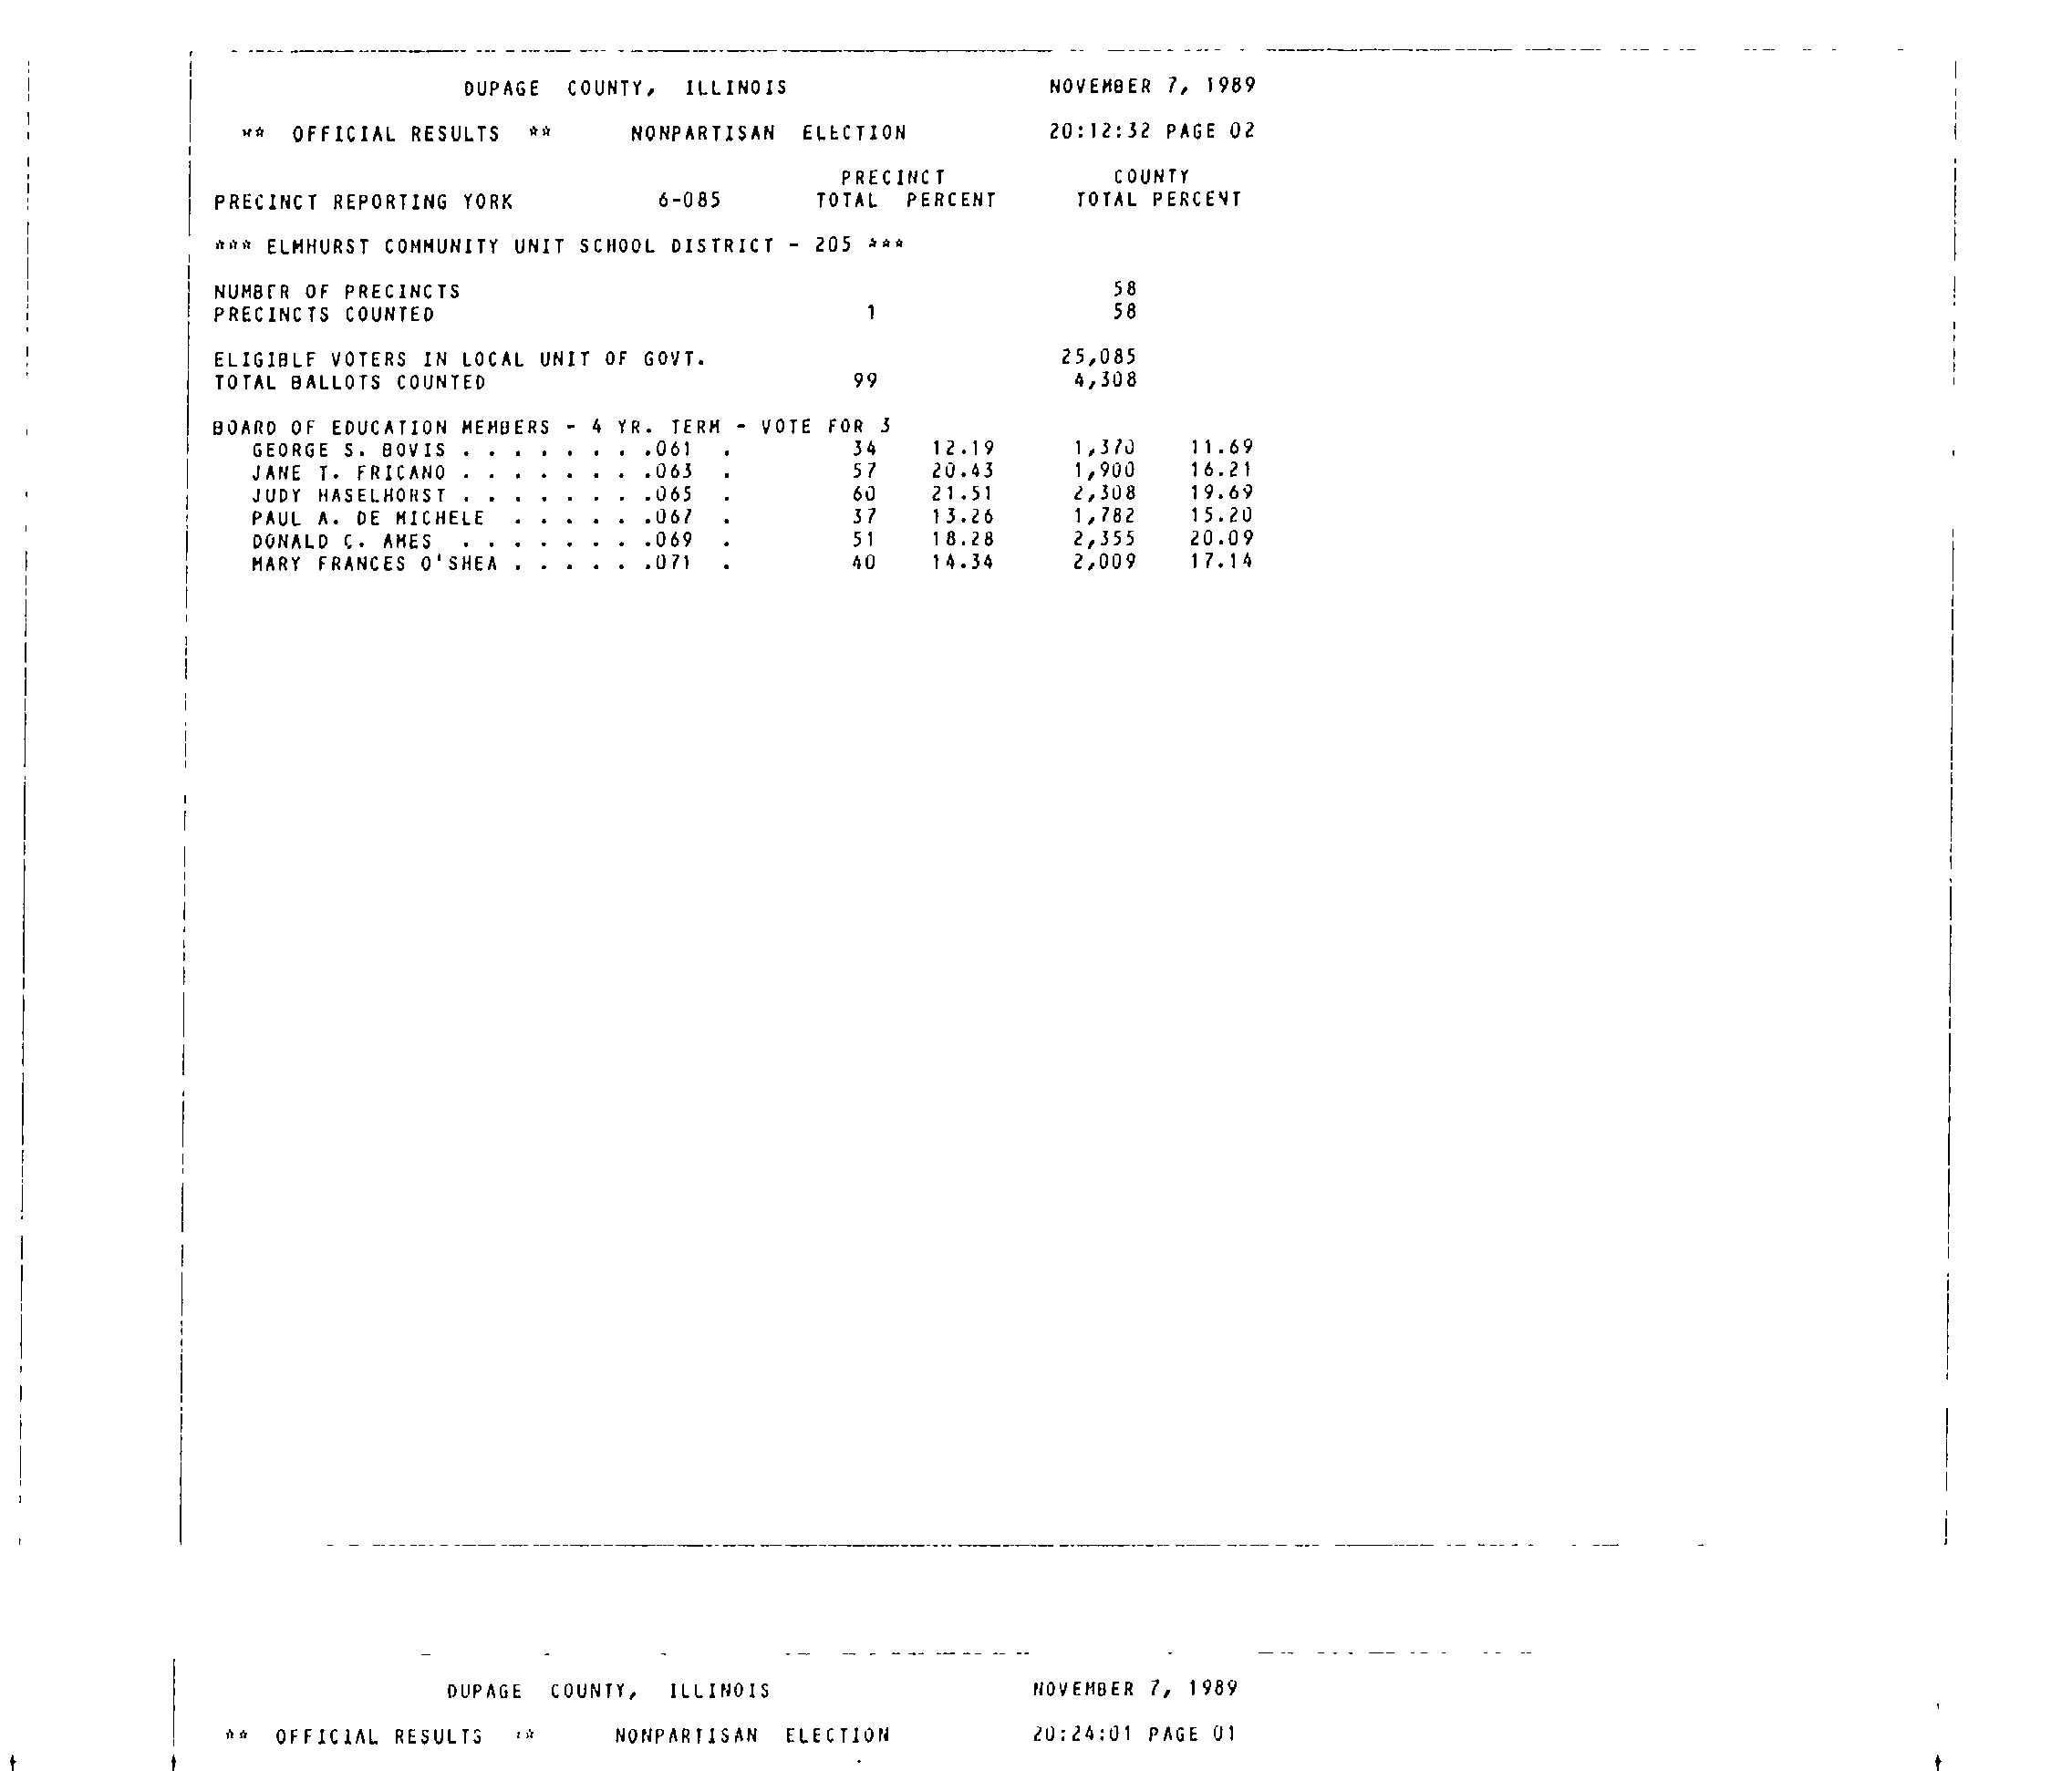 DUPAGE COUNTY, ILLINOIS NOVEMBER 7, 1989
** OFFICIAL RESULTS ** NONPARTISAN ELECTION 20:12:32 PAGE 02
PRECINCT COUNTY
PRECINCT REPORTING YORK 6-085 TOTAL PERCENT TOTAL PERCENT
*** ELMHURST COMMUNITY UNIT SCHOOL DISTRICT - 205 ***
NUMBER OF PRECINCTS 58
PRECINCTS COUNTED 1 58
ELIGIBLE VOTERS IN LOCAL UNIT OF GOVT. 25,085
TOTAL BALLOTS COUNTED 99 4,308
BOARD OF EDUCATION MEMBERS - 4 YR. TERM - VOTE FOR 3
GEORGE S. BOVIS . . . . . . . .061 . 34 12.19 1,370 11.69
JANE T. FRICANO . . . . . . . .063 . 57 20.43 1,900 16.21
JUDY HASELHORST . . . . . . . .065 . 60 21.51 2,308 19.69
PAUL A. DE MICHELE . . . . . .067 . 37 13.26 1,782 15.20
DONALD C. AMES . . . . . . . .069 . 51 18.28 2,355 20.09
MARY FRANCES O'SHEA . . . . . .071 . 40 14.34 2,009 17.14
DUPAGE COUNTY, ILLINOIS NOVEMBER 7, 1989
** OFFICIAL RESULTS ** NONPARTISAN ELECTION 20:24:01 PAGE 01